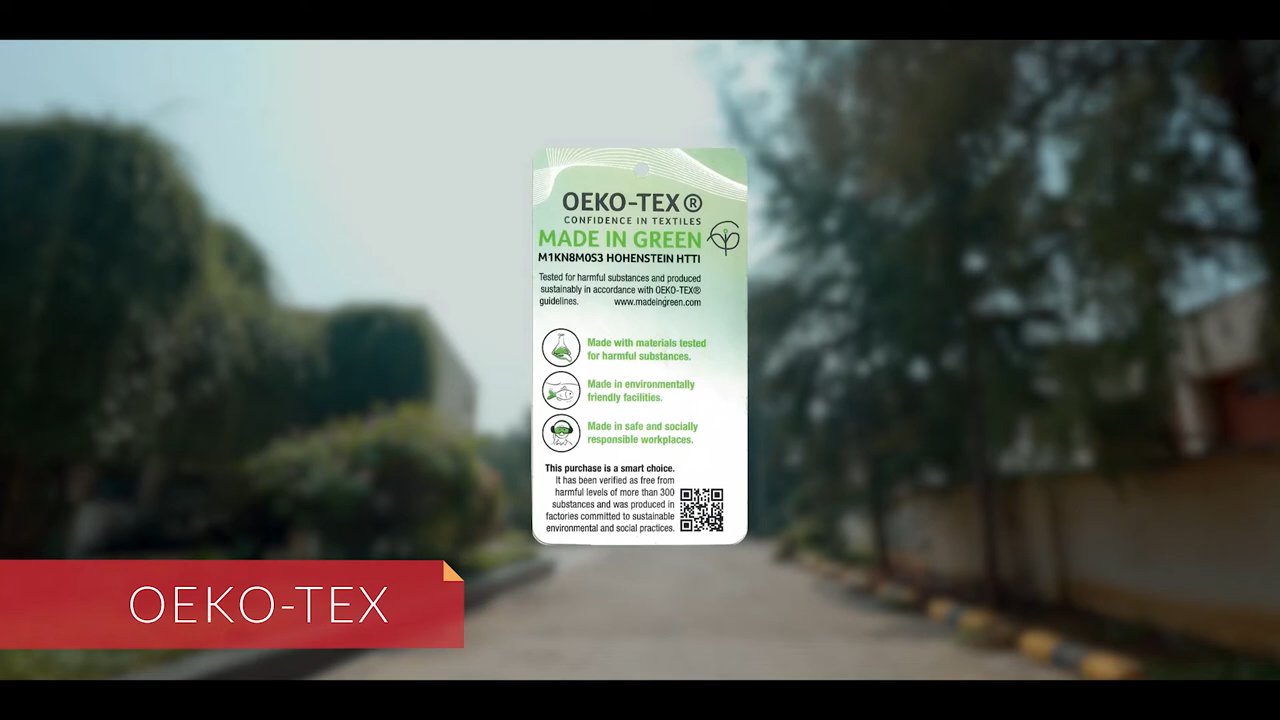 OEKO-TEX®
CONFIDENCE IN TEXTILES
MADE IN GREEN
M1KN8M0S3 HOHENSTEIN HTTI
Tested for harmful substances and produced
sustainably in accordance with OEKO-TEX®
guidelines. www.madeingreen.com
Made with materials tested
for harmful substances.
Made in environmentally
friendly facilities.
Made in safe and socially
responsible workplaces.
This purchase is a smart choice.
It has been verified as free from
harmful levels of more than 300
substances and was produced in
factories committed to sustainable
environmental and social practices.
OEKO-TEX